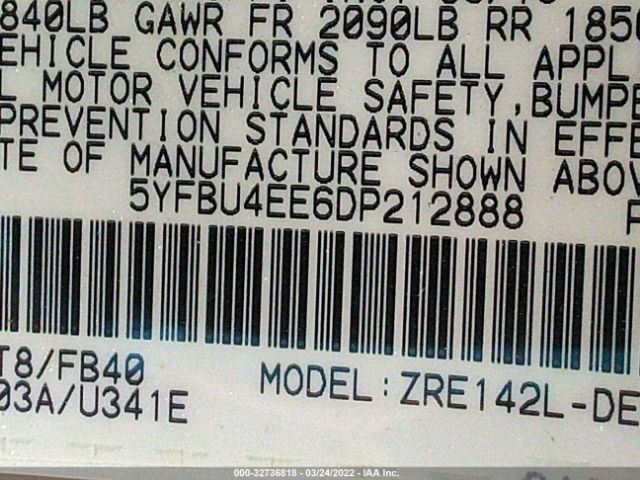 840LB GAWR FR 2090LB RR 1850
EHICLE CONFORMS TO ALL APPL
L MOTOR VEHICLE SAFETY, BUMPE
PREVENTION STANDARDS IN EFFE
TE OF MANUFACTURE SHOWN ABOV
5YFBU4EE6DP212888 F
T8/FB40
MODEL:ZRE142L-DE
03A/U341E
000-32736818 - 03/24/2022 - IAA Inc.